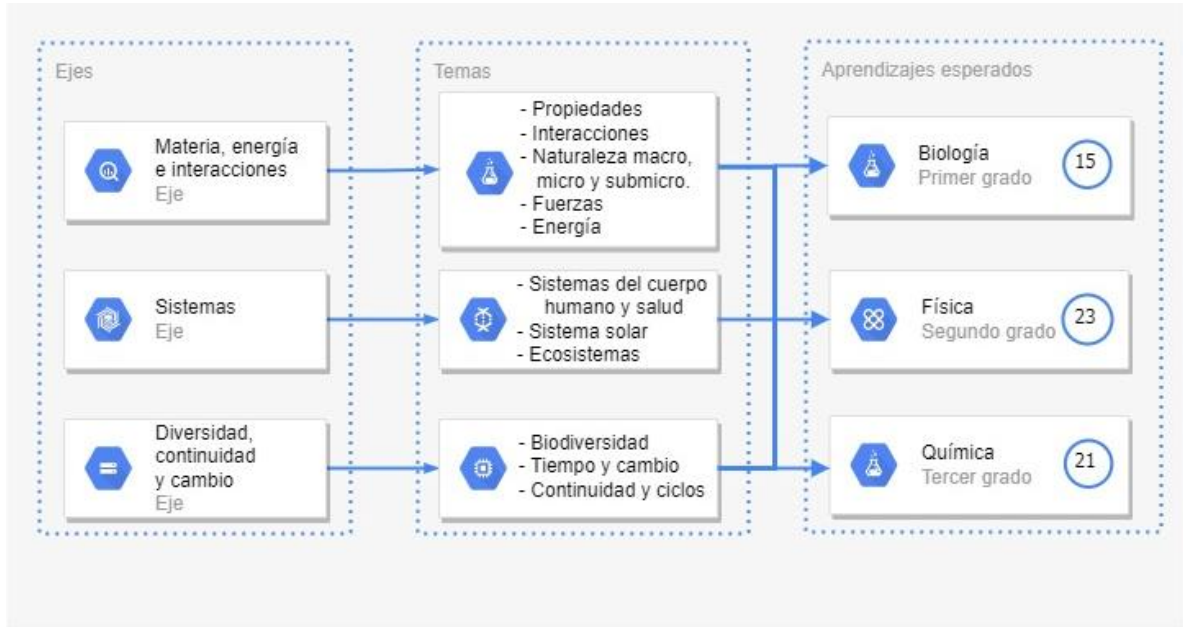 Ejes
Materia, energía
e interacciones
Eje
Sistemas
Eje
Diversidad,
continuidad
y cambio
Eje
Temas
- Propiedades
- Interacciones
- Naturaleza macro,
micro y submicro.
- Fuerzas
- Energía
- Sistemas del cuerpo
humano y salud
- Sistema solar
- Ecosistemas
- Biodiversidad
- Tiempo y cambio
- Continuidad y ciclos
Aprendizajes esperados
Biología
Primer grado
15
Física
Segundo grado
23
Química
Tercer grado
21